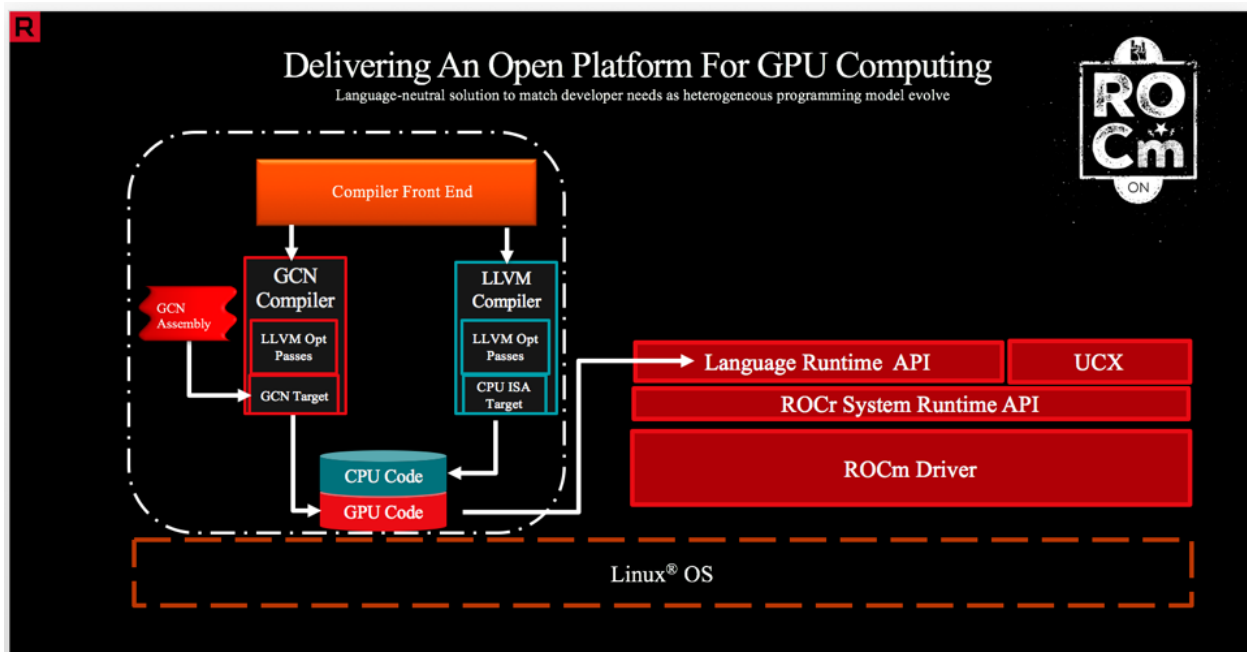 R
Delivering An Open Platform For GPU Computing
Language-neutral solution to match developer needs as heterogeneous programming model evolve
RO
Cm
ON
Compiler Front End
GCN
Compiler
LLVM Opt
Passes
GCN Target
GCN
Assembly
LLVM
Compiler
LLVM Opt
Passes
CPU ISA
Target
CPU Code
GPU Code
Language Runtime API
UCX
ROCr System Runtime API
ROCm Driver
Linux® OS